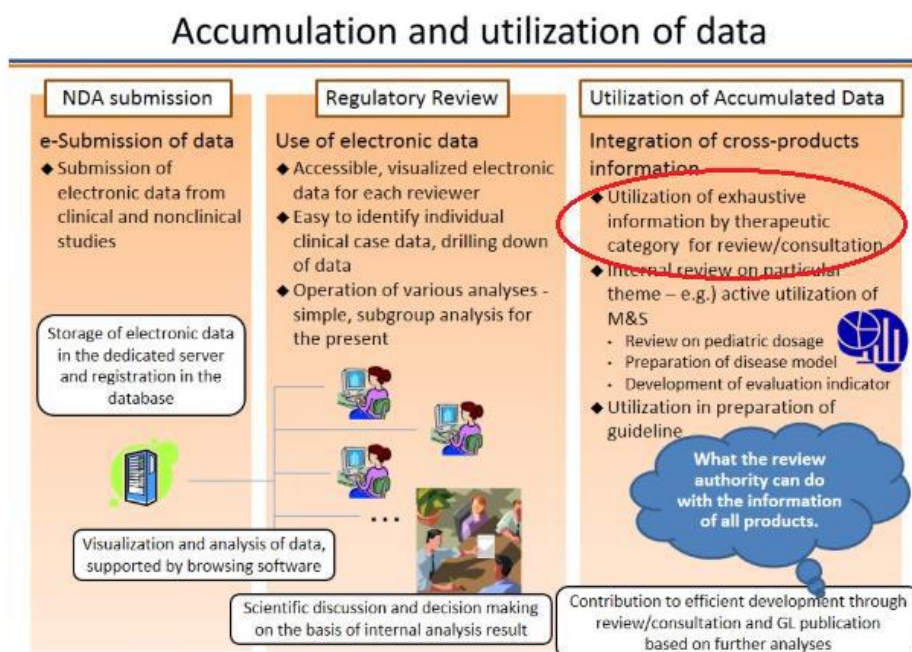 Accumulation and utilization of data
NDA submission
e-Submission of data
◆ Submission of
electronic data from
clinical and nonclinical
studies
Storage of electronic data
in the dedicated server
and registration in the
database
Visualization and analysis of data,
supported by browsing software
Regulatory Review
Use of electronic data
◆ Accessible, visualized electronic
data for each reviewer
◆ Easy to identify individual
clinical case data, drilling down
of data
◆ Operation of various analyses -
simple, subgroup analysis for
the present
...
Scientific discussion and decision making
on the basis of internal analysis result
Utilization of Accumulated Data
Integration of cross-products
information
◆ Utilization of exhaustive
information by therapeutic
category for review/consultation
◆ Internal review on particular
theme – e.g.) active utilization of
M&S
· Review on pediatric dosage
· Preparation of disease model
· Development of evaluation indicator
◆ Utilization in preparation of
guideline
What the review
authority can do
with the information
of all products.
Contribution to efficient development through
review/consultation and GL publication
based on further analyses